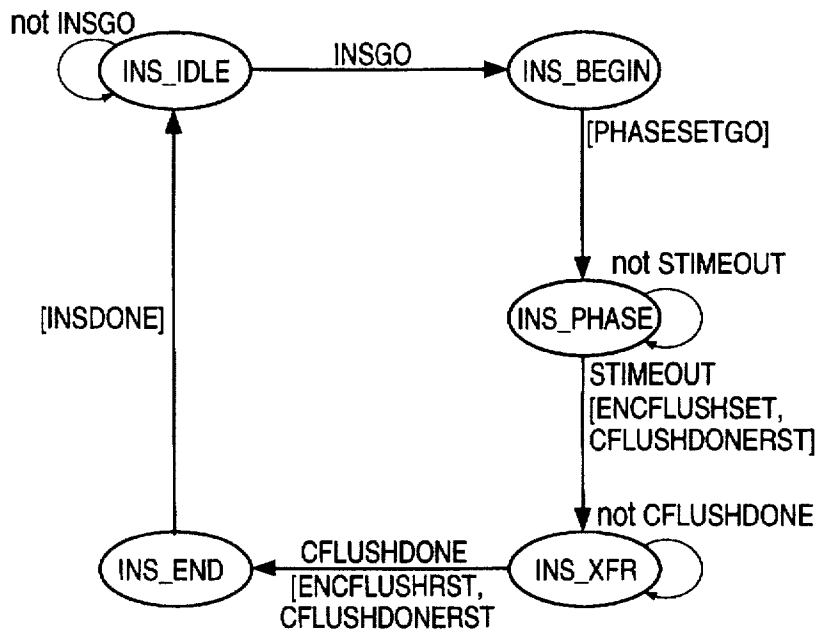 not INSGO
INS_IDLE
INSGO
INS_BEGIN
[PHASESETGO]
not STIMEOUT
[INSDONE]
INS_PHASE
STIMEOUT
[ENCFLUSHSET,
CFLUSHDONERST]
not CFLUSHDONE
INS_END
CFLUSHDONE
[ENCFLUSHRST,
CFLUSHDONERST
INS_XFR